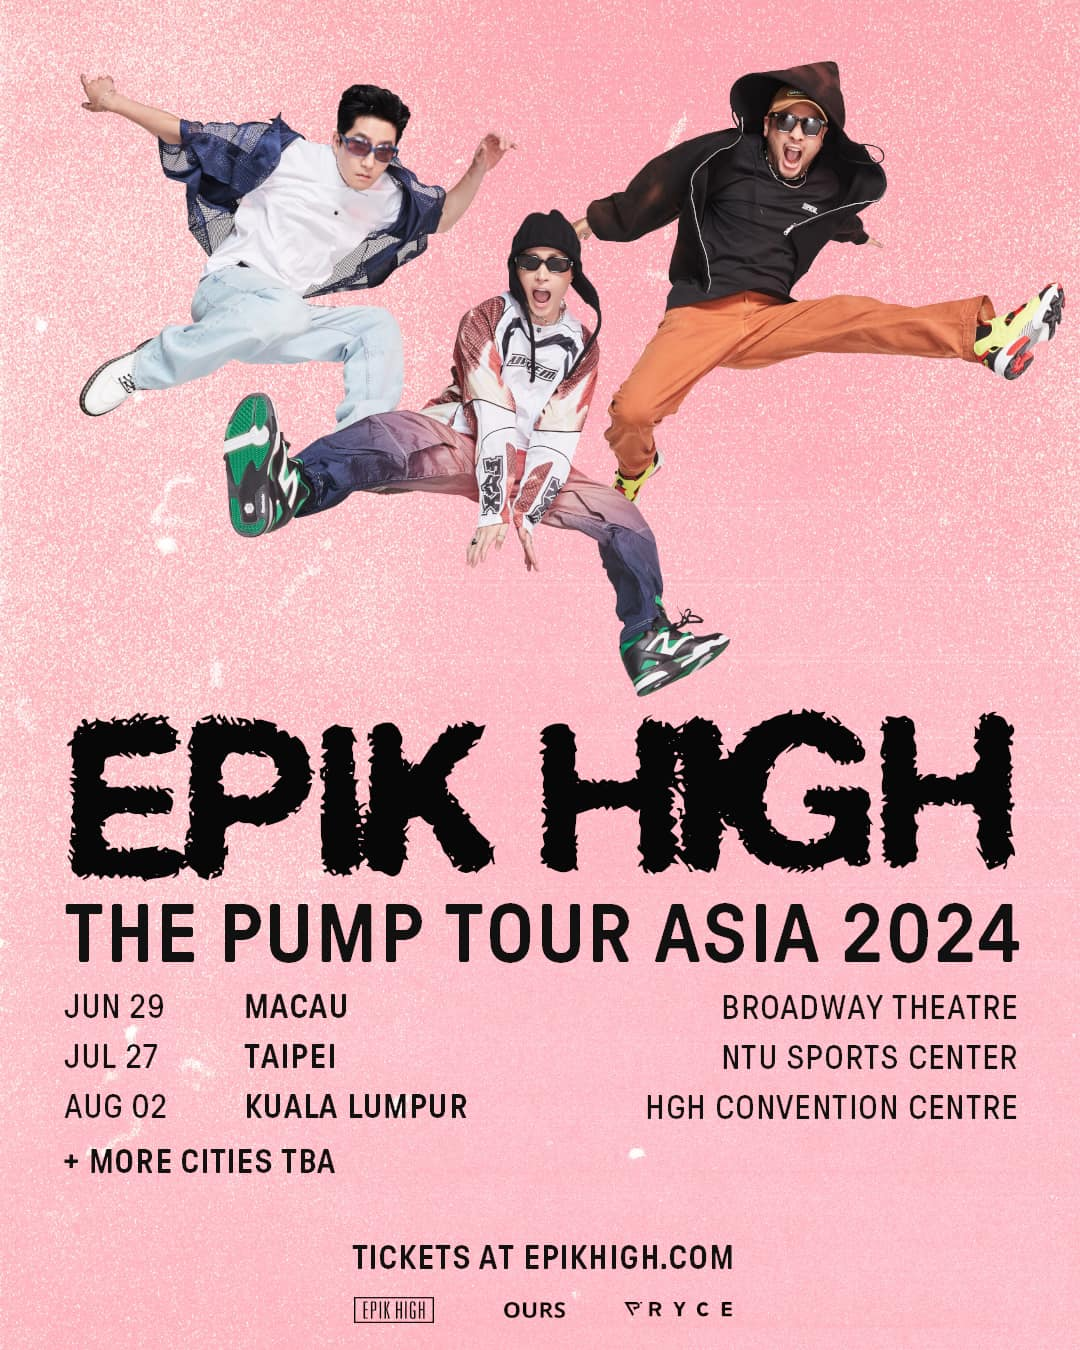 EPIK HIGH
THE PUMP TOUR ASIA 2024
JUN 29 MACAU BROADWAY THEATRE
JUL 27 TAIPEI NTU SPORTS CENTER
AUG 02 KUALA LUMPUR HGH CONVENTION CENTRE
+ MORE CITIES TBA
TICKETS AT EPIKHIGH.COM
EPIK HIGH OURS PRYCE